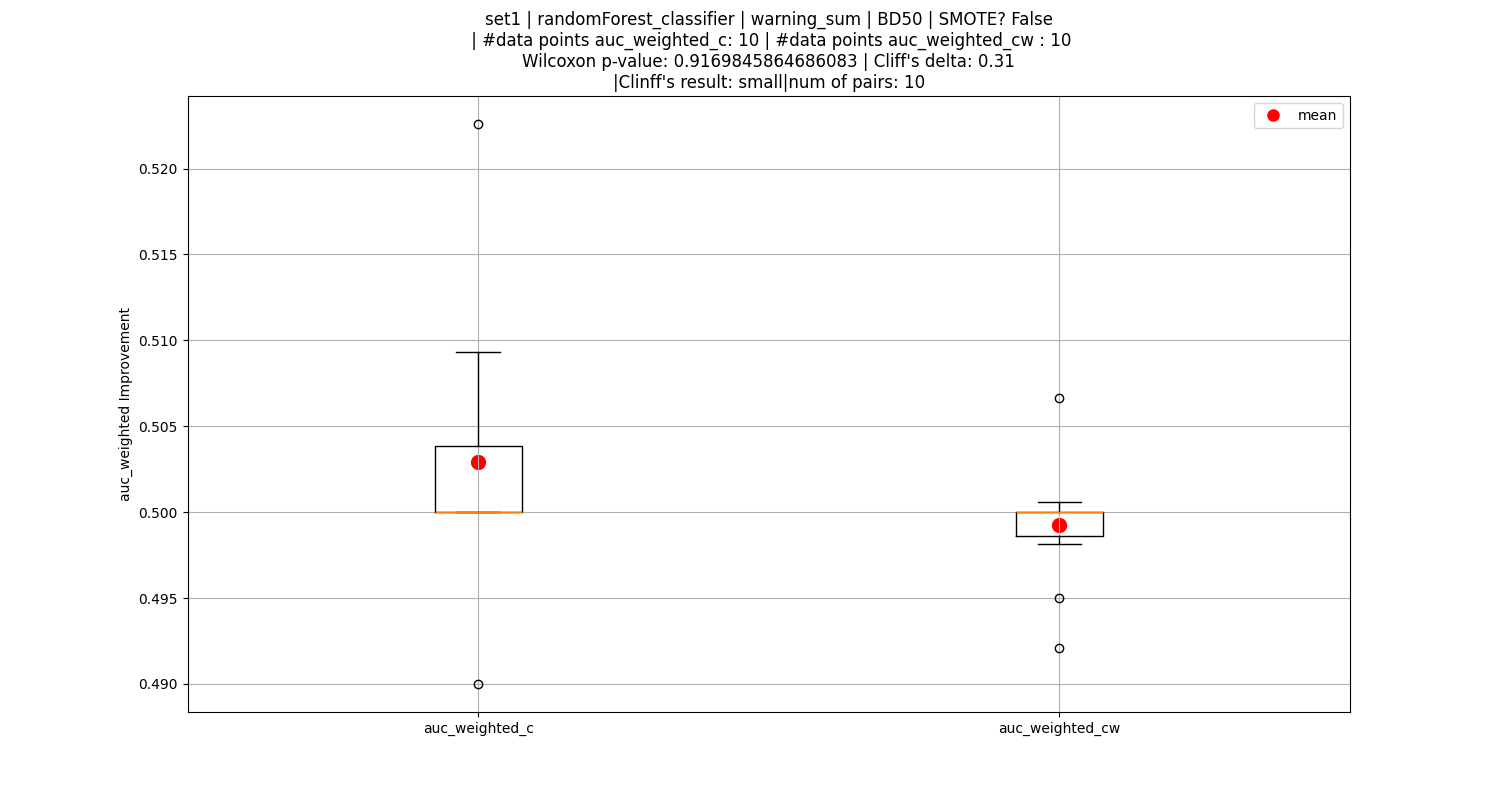 set1 | randomForest_classifier | warning_sum | BD50 | SMOTE? False
| #data points auc_weighted_c: 10 | #data points auc_weighted_cw : 10
Wilcoxon p-value: 0.9169845864686083 | Cliff's delta: 0.31
|Clinff's result: small|num of pairs: 10
mean
0.520
0.515
0.510
0.505
0.500
0.495
0.490
auc_weighted Improvement
auc_weighted_c
auc_weighted_cw